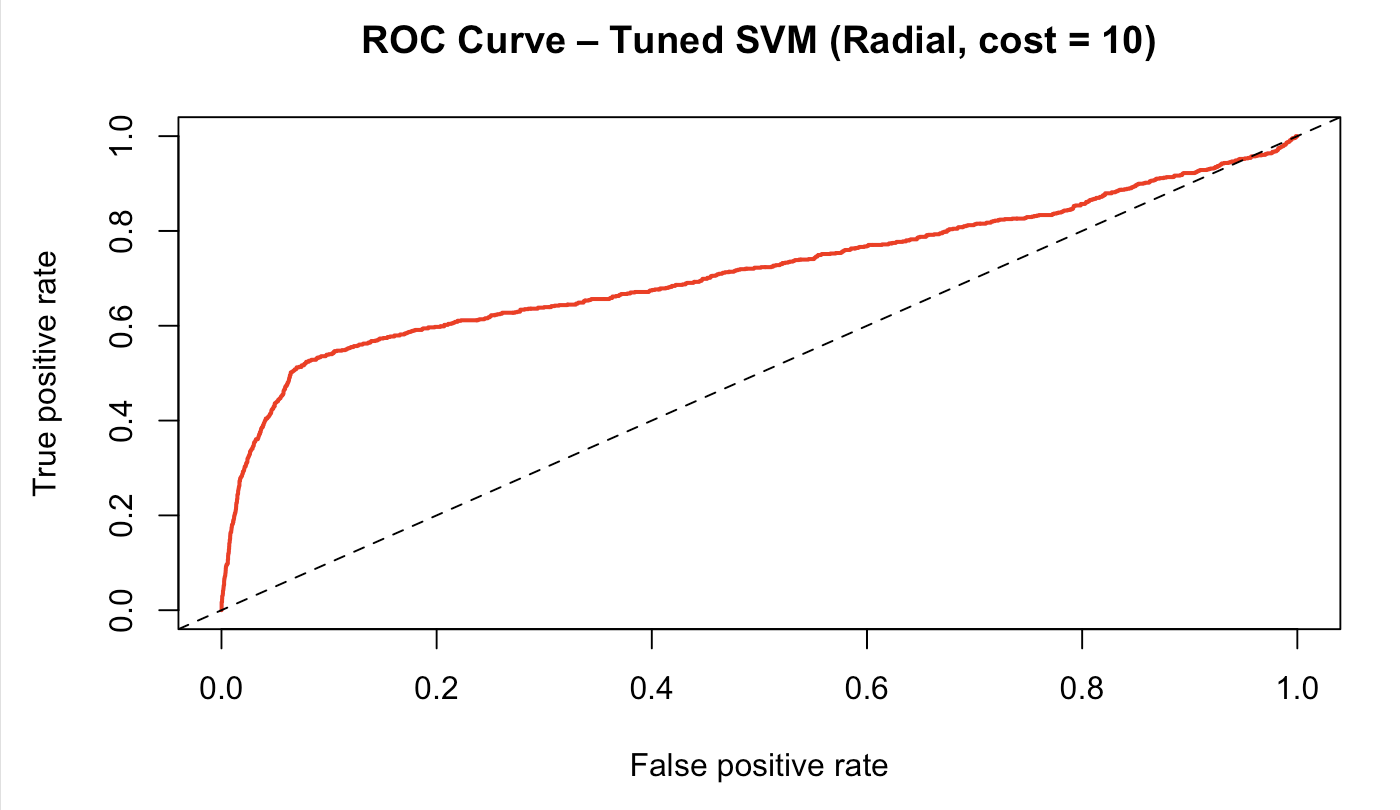 ROC Curve – Tuned SVM (Radial, cost = 10)
True positive rate
1.0
0.8
0.6
0.4
0.2
0.0
0.0 0.2 0.4 0.6 0.8 1.0
False positive rate